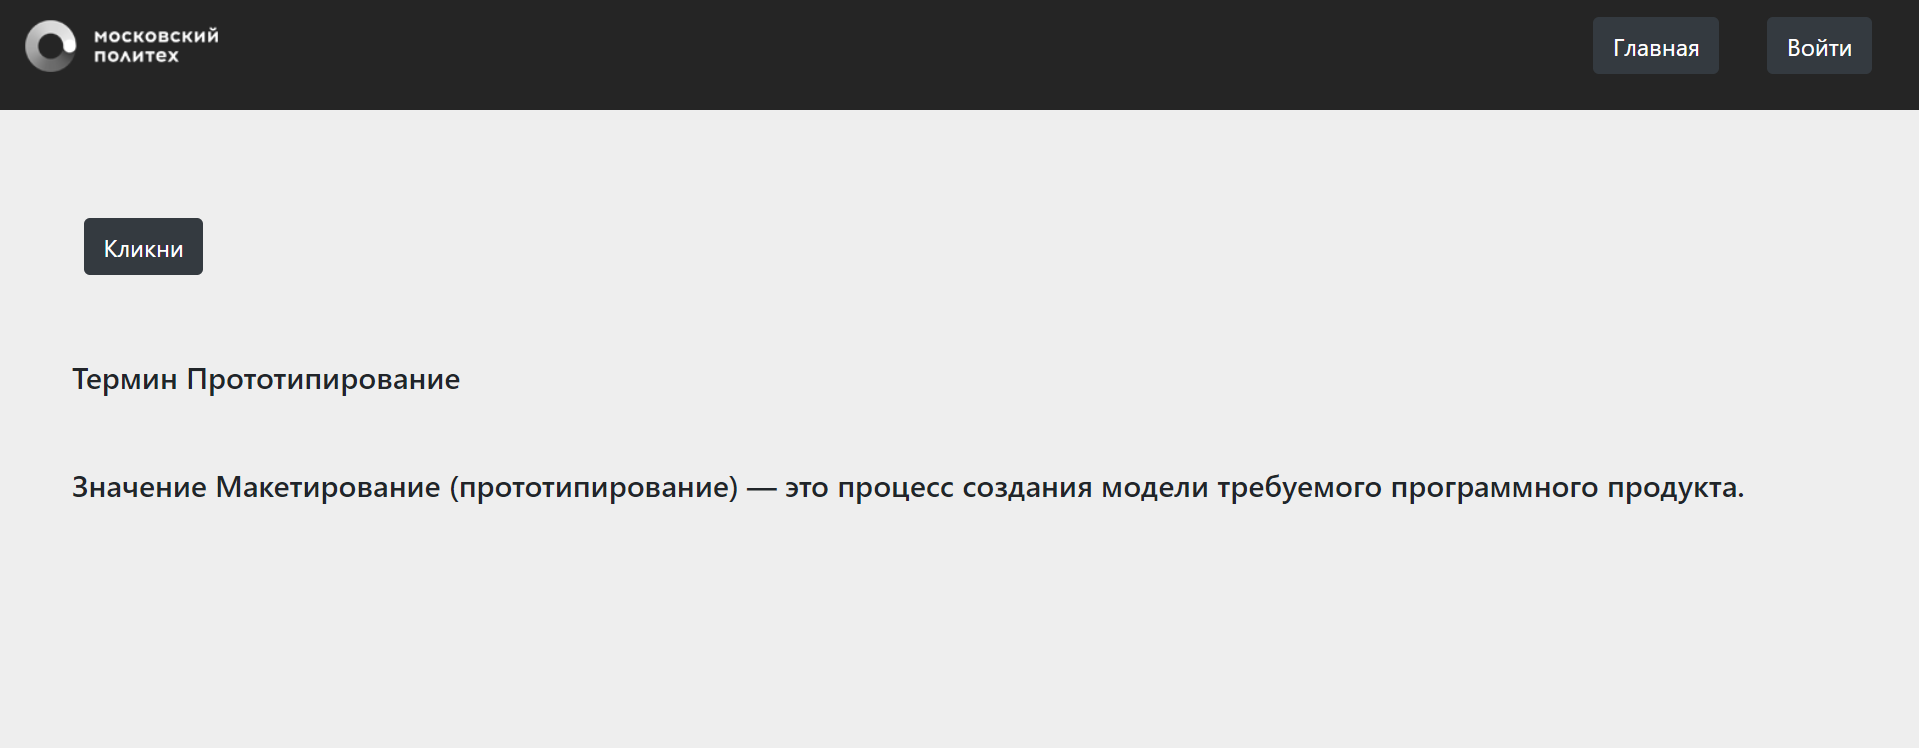 московский
политех
Главная
Войти
Кликни
Термин Прототипирование
Значение Макетирование (прототипирование) — это процесс создания модели требуемого программного продукта.